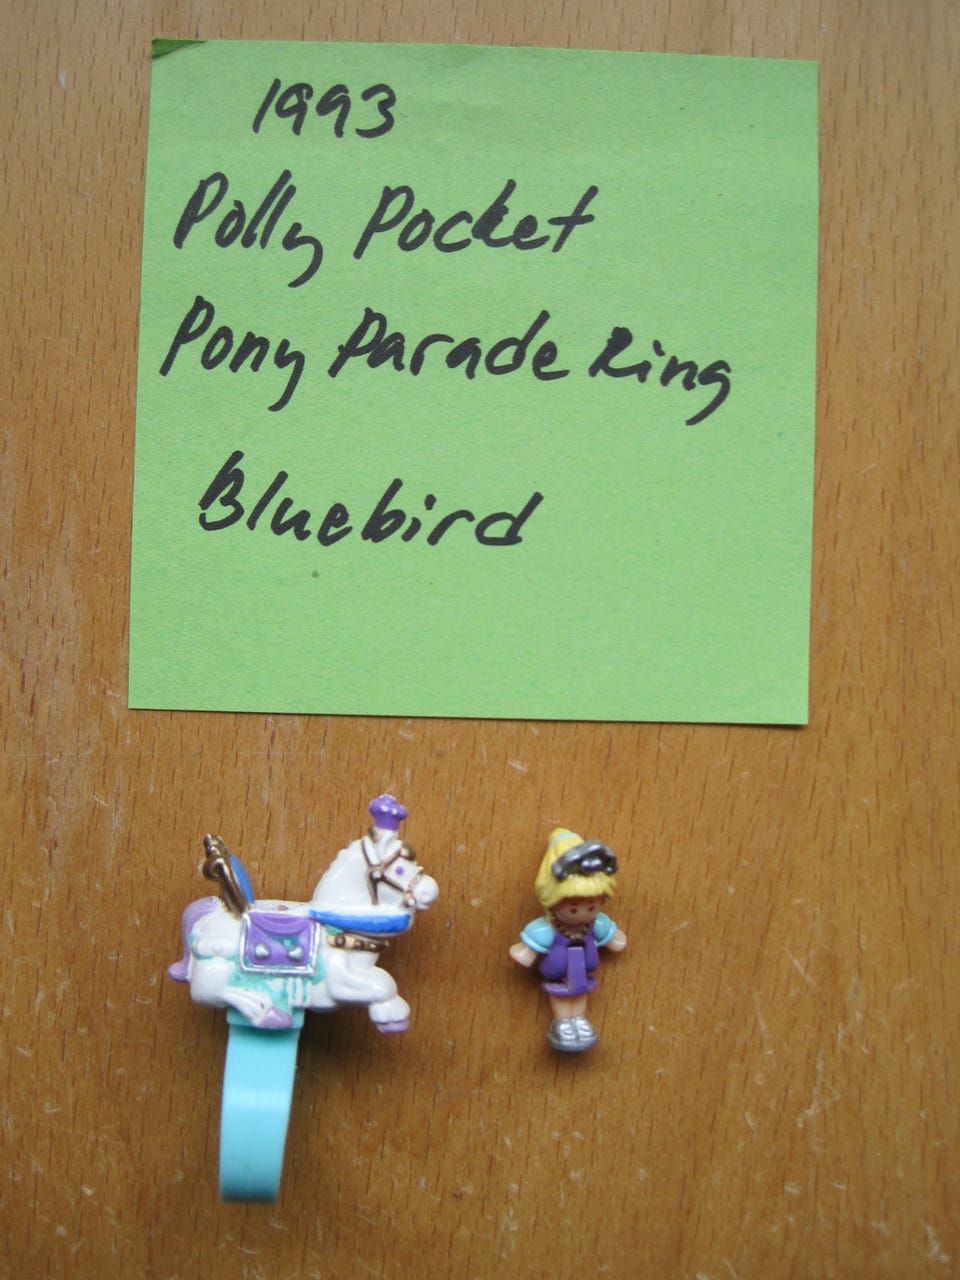 1993
Polly Pocket
Pony Parade Ring
Bluebird